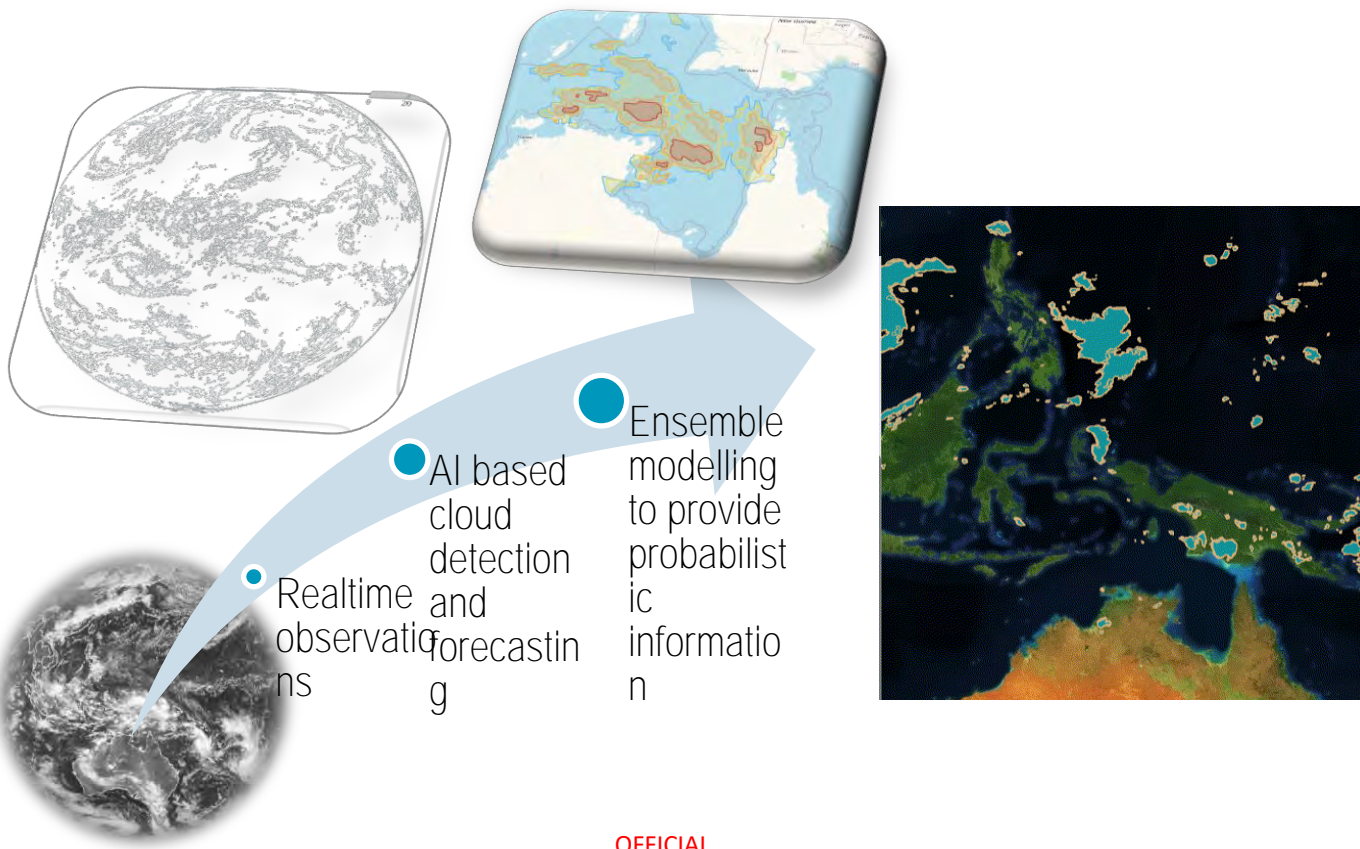 Realtime
observatio
ns
AI based
cloud
detection
and
forecastin
g
Ensemble
modelling
to provide
probabilist
ic
informatio
n
OFFICIAL